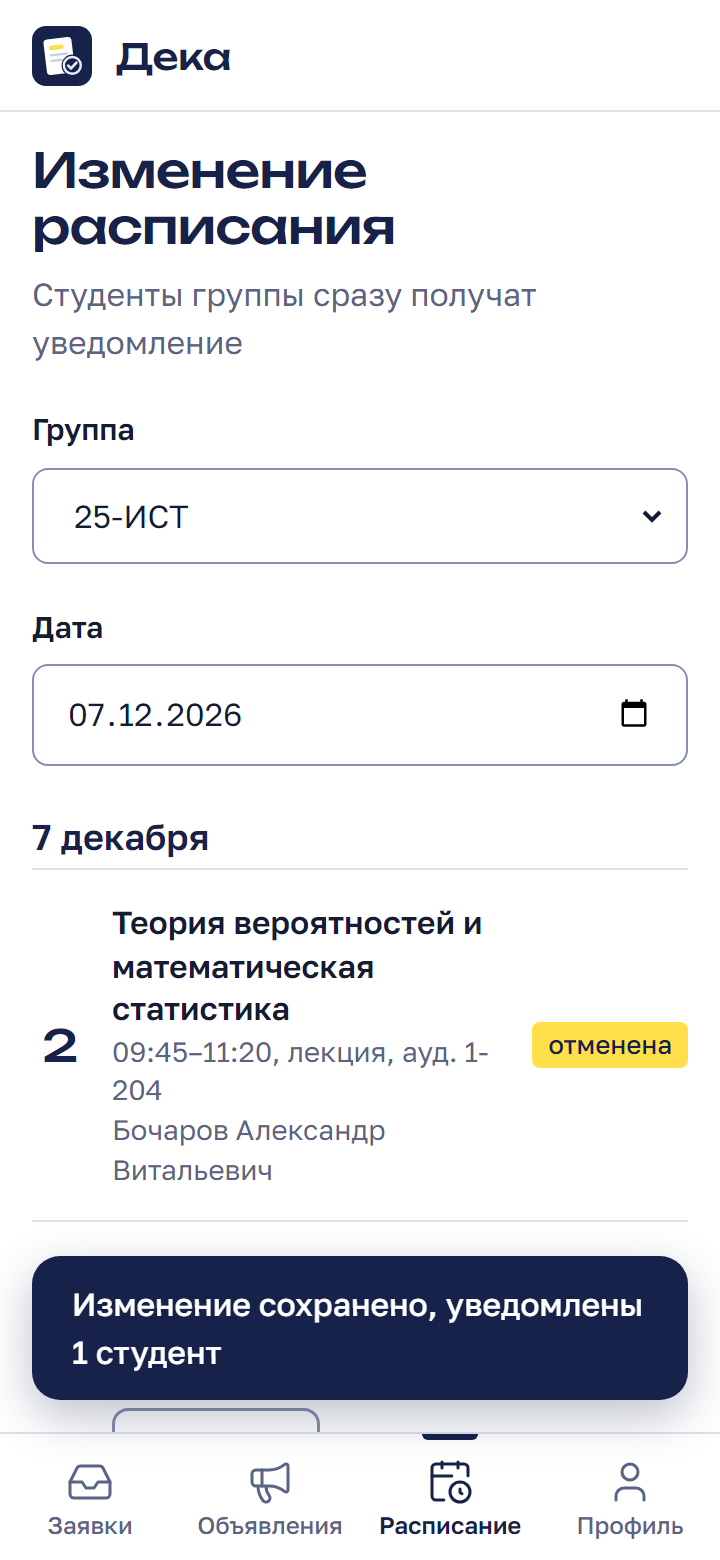 Дека
Изменение
расписания
Студенты группы сразу получат
уведомление
Группа
25-ИСТ
Дата
07.12.2026
7 декабря
2
Теория вероятностей и
математическая
статистика
09:45–11:20, лекция, ауд. 1-
204
Бочаров Александр
Витальевич
отменена
Изменение сохранено, уведомлены
1 студент
Заявки
Объявления
Расписание
Профиль